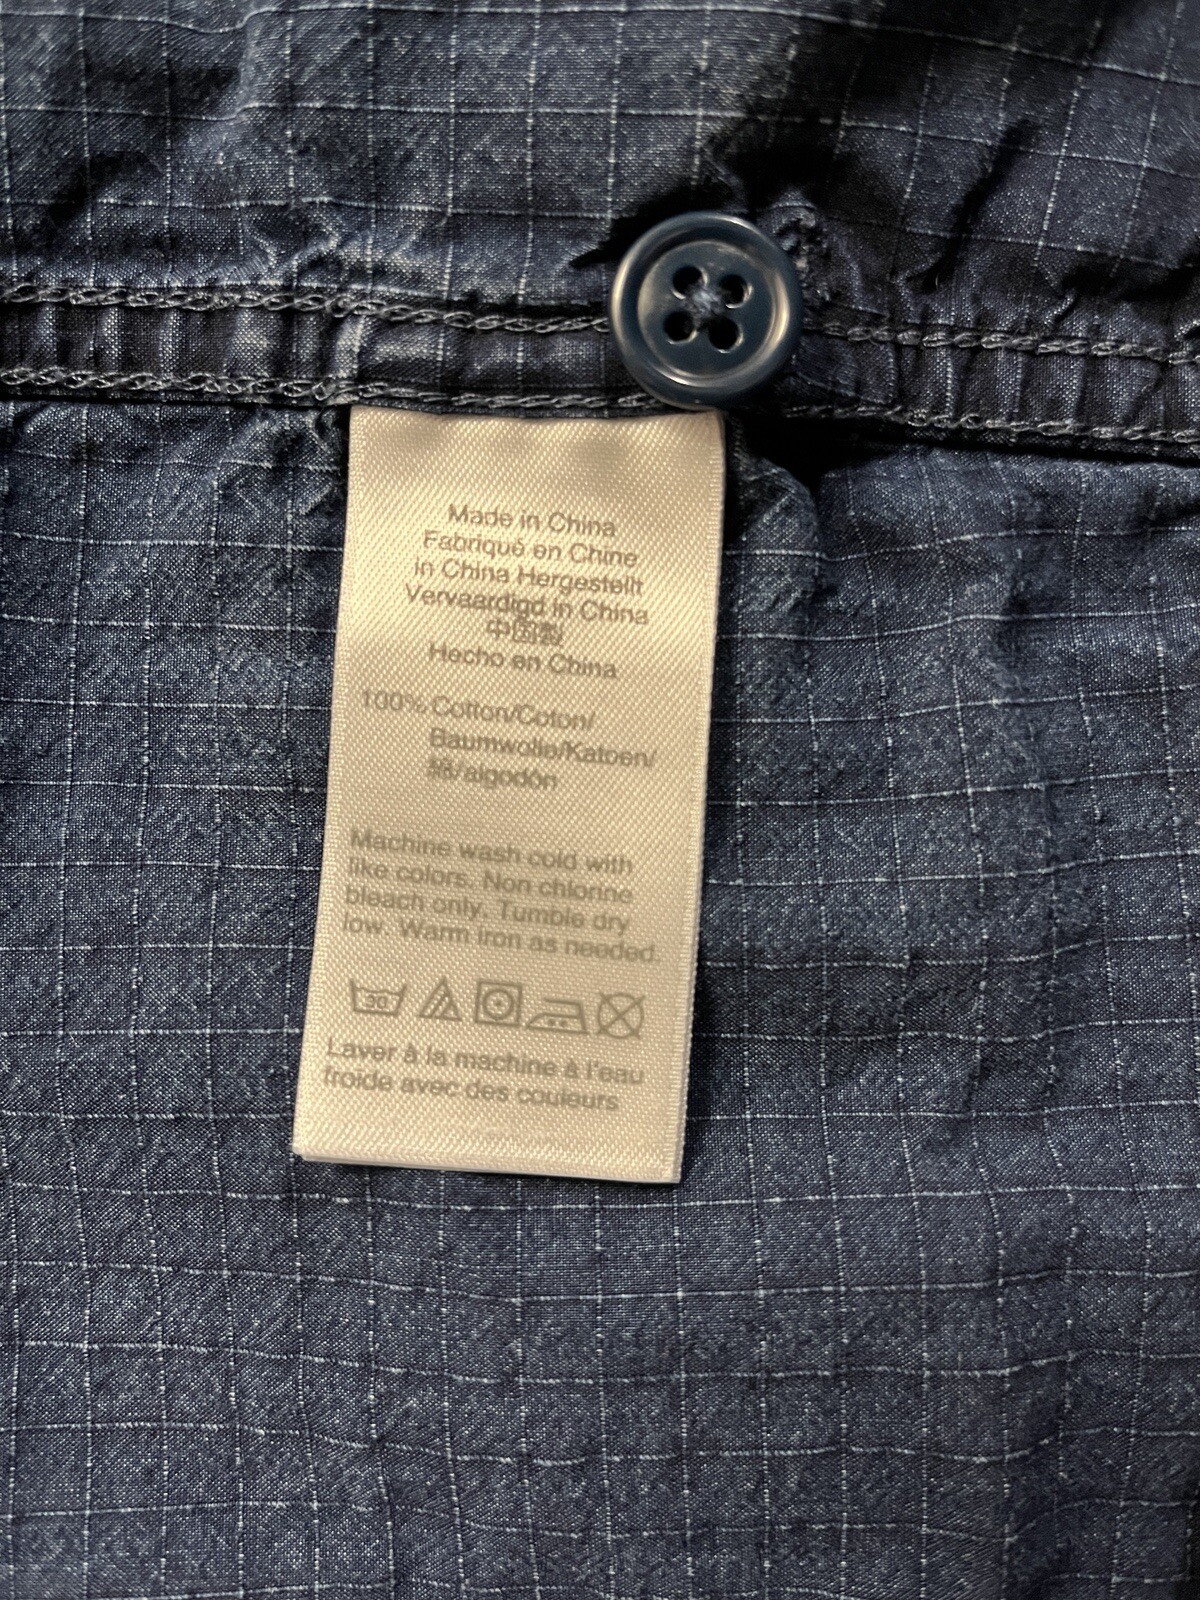 Made in China
Fabriqué en Chine
in China Hergestellt
Vervaardigd in China
中国製
Hecho en China
100% Cotton/Coton/
Baumwolle/Katoen/
綿/algodón
Machine wash cold with
like colors. Non chlorine
bleach only. Tumble dry
low. Warm iron as needed.
30
Laver à la machine à l'eau
froide avec des couleurs